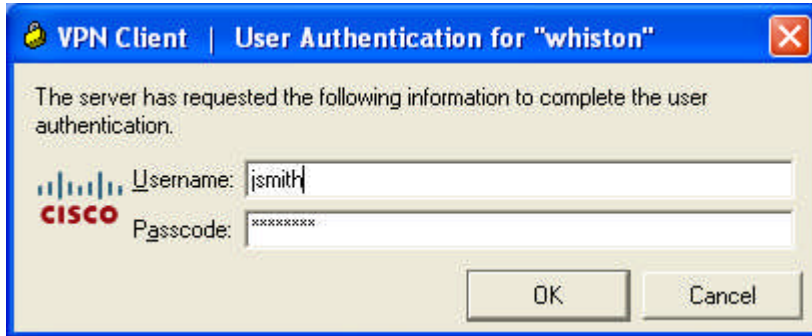 VPN Client | User Authentication for "whiston"
The server has requested the following information to complete the user
authentication.
Username: jsmith
CISCO
Passcode: ********
OK Cancel